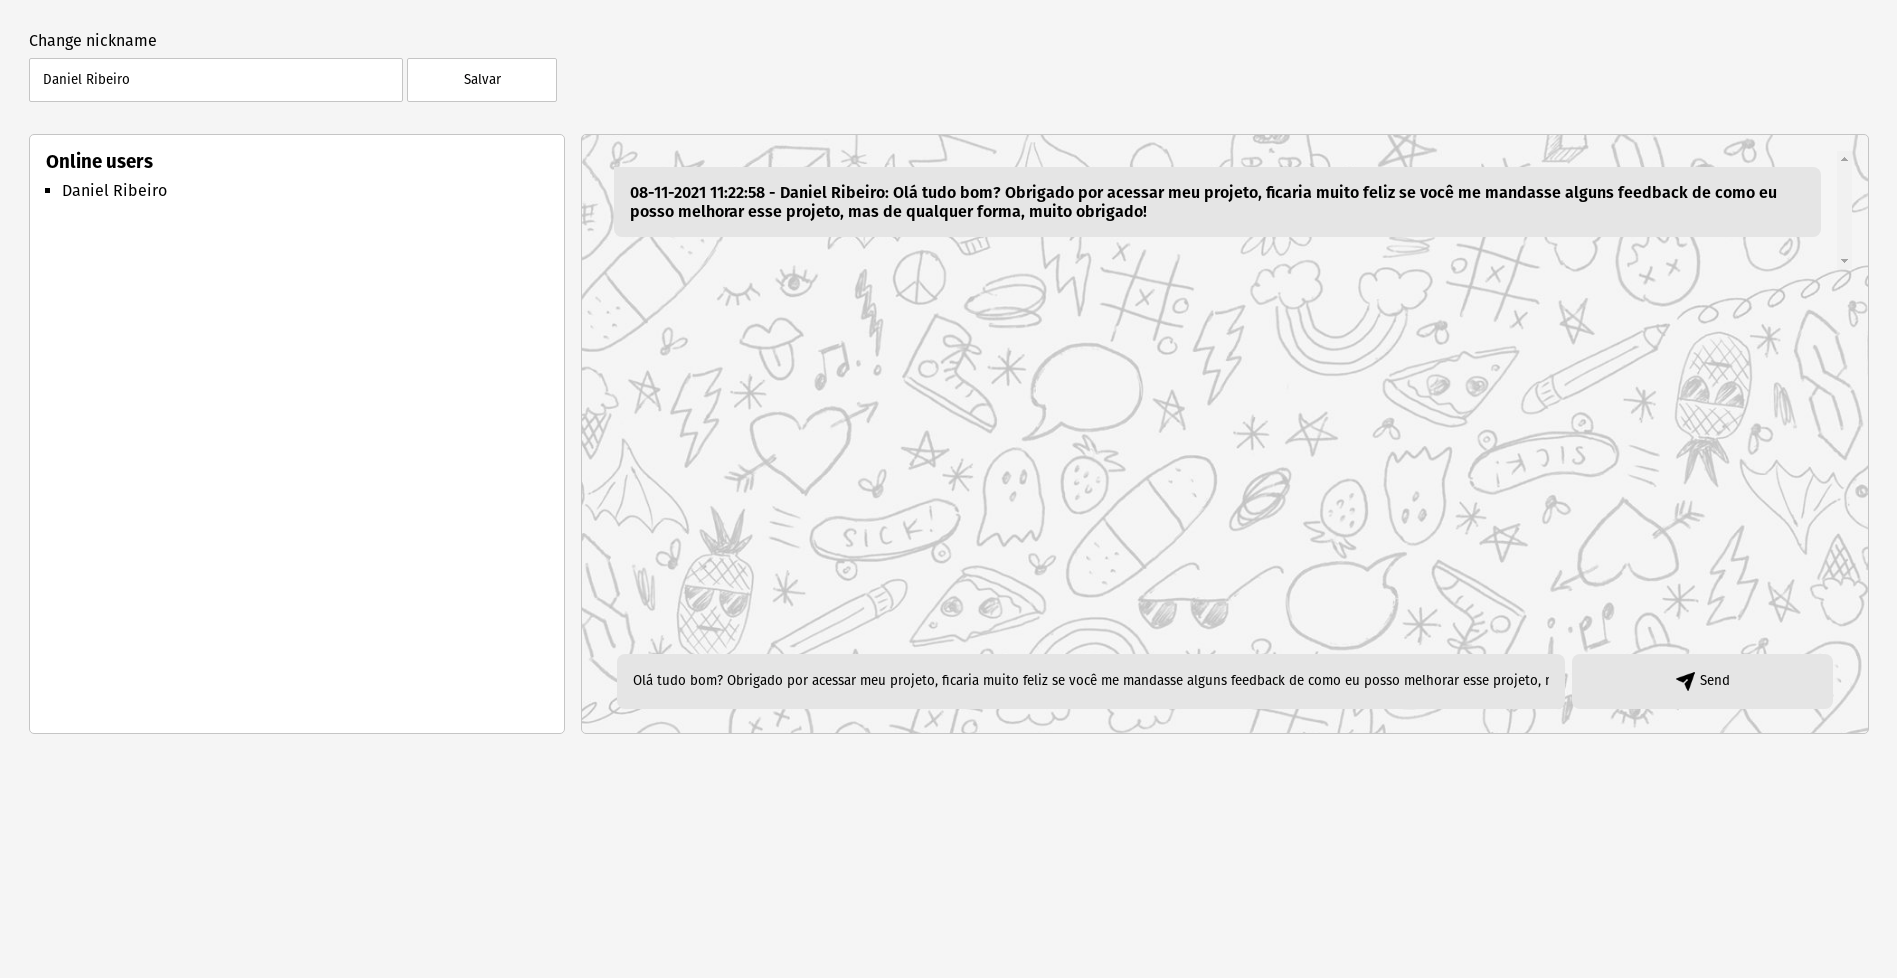 Change nickname
Daniel Ribeiro
Salvar
Online users
Daniel Ribeiro
08-11-2021 11:22:58 - Daniel Ribeiro: Olá tudo bom? Obrigado por acessar meu projeto, ficaria muito feliz se você me mandasse alguns feedback de como eu
posso melhorar esse projeto, mas de qualquer forma, muito obrigado!
SICK!
SICK!
Olá tudo bom? Obrigado por acessar meu projeto, ficaria muito feliz se você me mandasse alguns feedback de como eu posso melhorar esse projeto,
Send